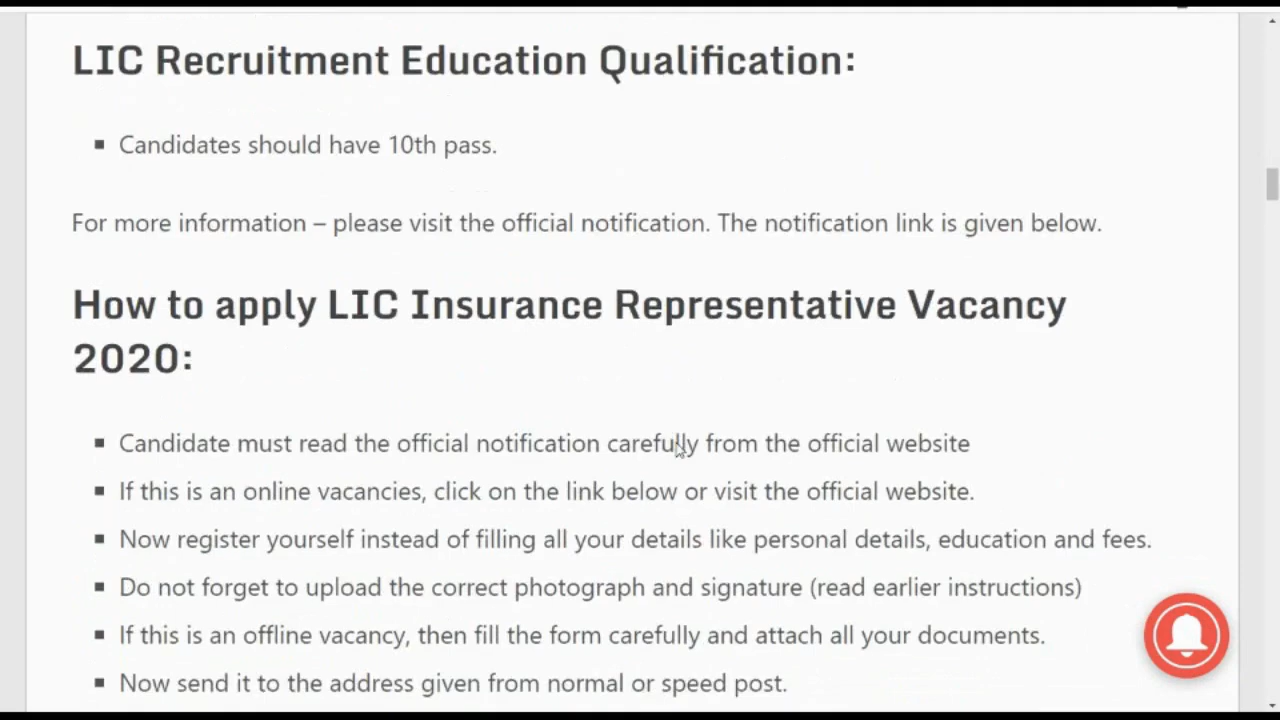 LIC Recruitment Education Qualification:
Candidates should have 10th pass.
For more information – please visit the official notification. The notification link is given below.
How to apply LIC Insurance Representative Vacancy
2020:
Candidate must read the official notification carefully from the official website
If this is an online vacancies, click on the link below or visit the official website.
Now register yourself instead of filling all your details like personal details, education and fees.
Do not forget to upload the correct photograph and signature (read earlier instructions)
If this is an offline vacancy, then fill the form carefully and attach all your documents.
Now send it to the address given from normal or speed post.